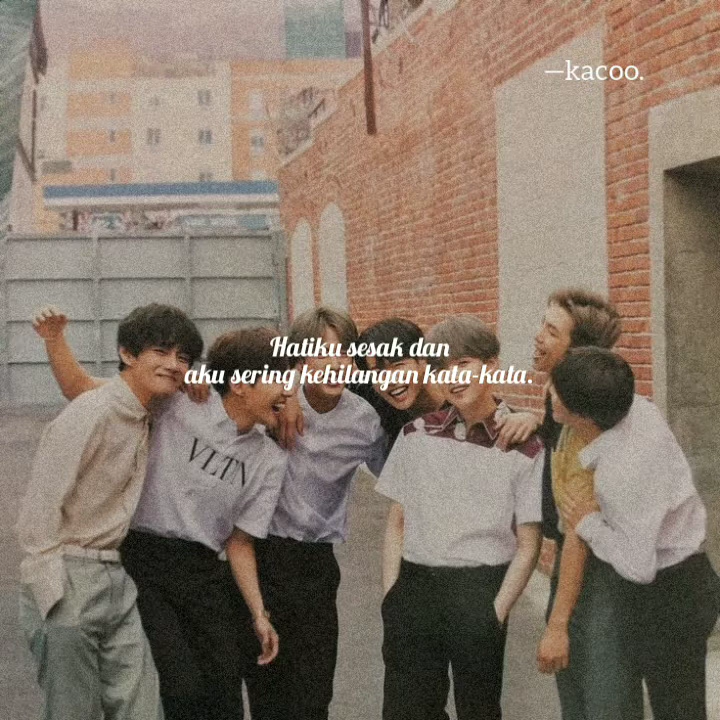 —kacoo.
Hatiku sesak dan
aku sering kehilangan kata-kata.
VLTN